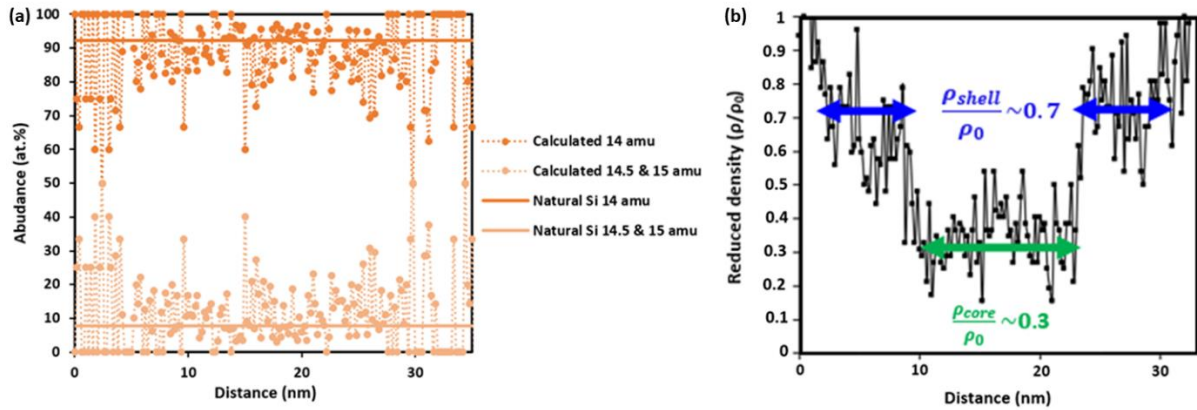 (a)
100
90
80
70
60
50
40
30
20
10
0
Abudance (at.%)
0 10 20 30
Distance (nm)
Calculated 14 amu
Calculated 14.5 & 15 amu
Natural Si 14 amu
Natural Si 14.5 & 15 amu
(b)
1
0.9
0.8
0.7
0.6
0.5
0.4
0.3
0.2
0.1
0
Reduced density (ρ/ρ₀)
ρshell/ρ₀ ~0.7
ρcore/ρ₀ ~0.3
0 10 20 30
Distance (nm)